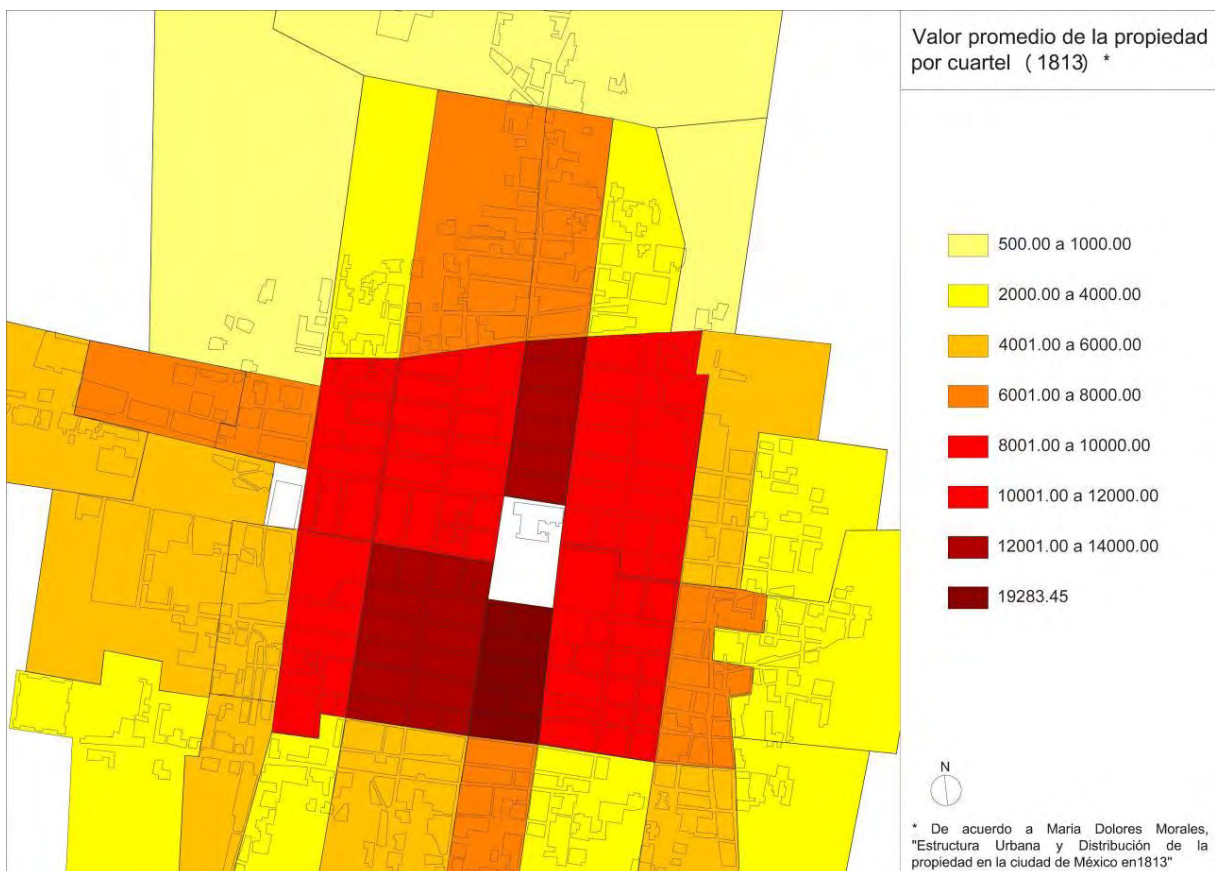 Valor promedio de la propiedad
por cuartel ( 1813) *
500.00 a 1000.00
2000.00 a 4000.00
4001.00 a 6000.00
6001.00 a 8000.00
8001.00 a 10000.00
10001.00 a 12000.00
12001.00 a 14000.00
19283.45
N
* De acuerdo a Maria Dolores Morales,
"Estructura Urbana y Distribución de la
propiedad en la ciudad de México en1813"